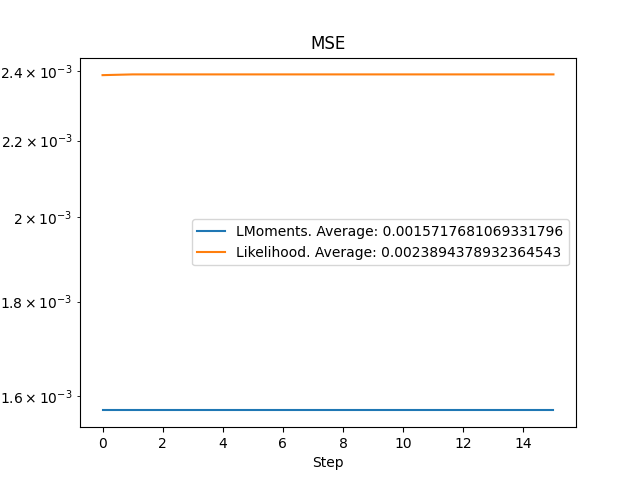 MSE
2.4 × 10⁻³
2.2 × 10⁻³
2 × 10⁻³
1.8 × 10⁻³
1.6 × 10⁻³
LMoments. Average: 0.0015717681069331796
Likelihood. Average: 0.0023894378932364543
0 2 4 6 8 10 12 14
Step